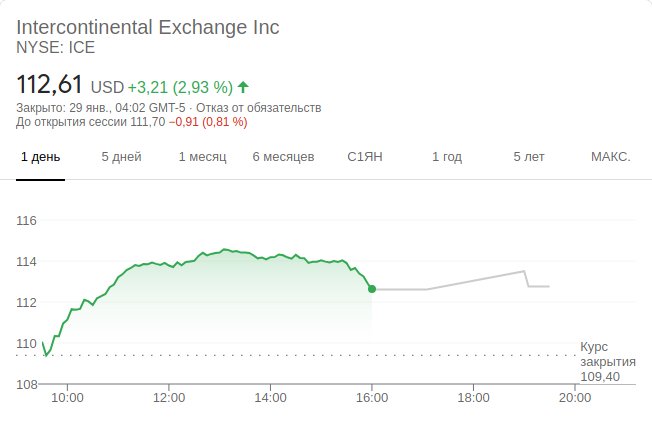 Intercontinental Exchange Inc
NYSE: ICE
112,61 USD +3,21 (2,93 %)
Закрыто: 29 янв., 04:02 GMT-5 · Отказ от обязательств
До открытия сессии 111,70 −0,91 (0,81 %)
1 день 5 дней 1 месяц 6 месяцев С1ЯН 1 год 5 лет МАКС.
116
114
112
110
Курс
закрытия
109,40
108
10:00 12:00 14:00 16:00 18:00 20:00